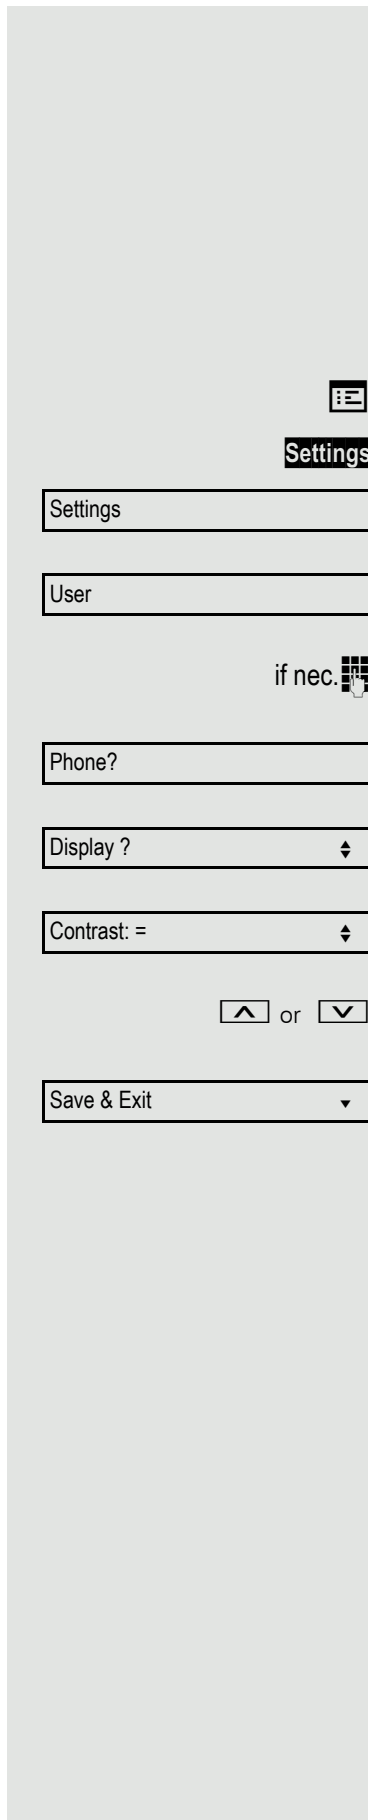 Settings
Settings
User
if nec.
Phone?
Display ?
Contrast: =
or
Save & Exit